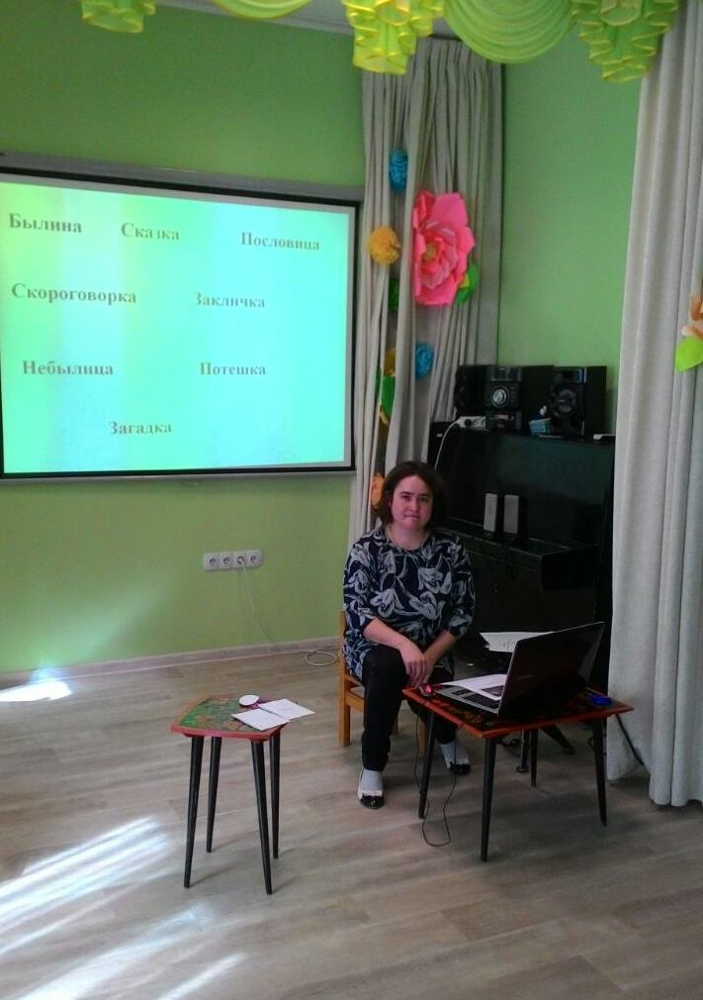 Былина Сказка Пословица
Скороговорка Закличка
Небылица Потешка
Загадка